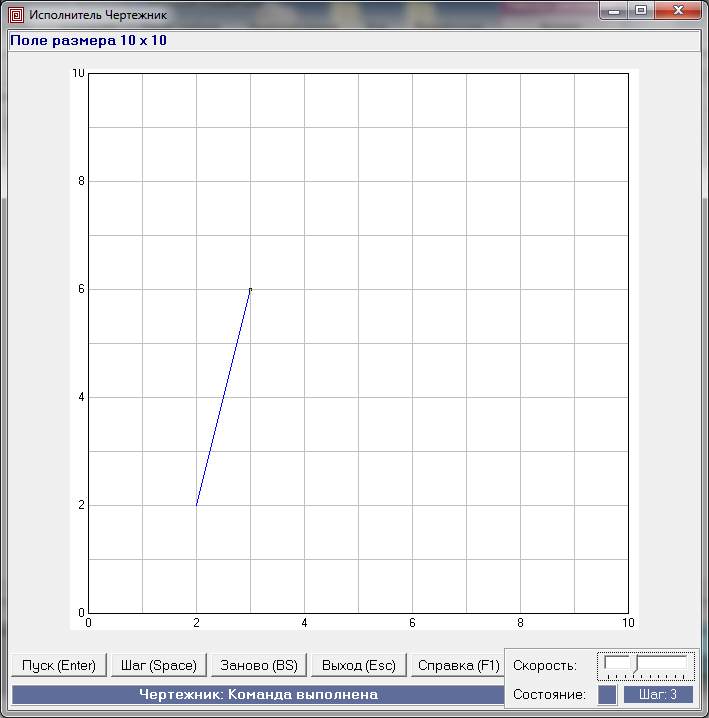 Исполнитель Чертежник
Поле размера 10 x 10
10
8
6
4
2
0
0 2 4 6 8 10
Пуск (Enter) Шаг (Space) Заново (BS) Выход (Esc) Справка (F1) Скорость:
Чертежник: Команда выполнена Состояние: Шаг: 3